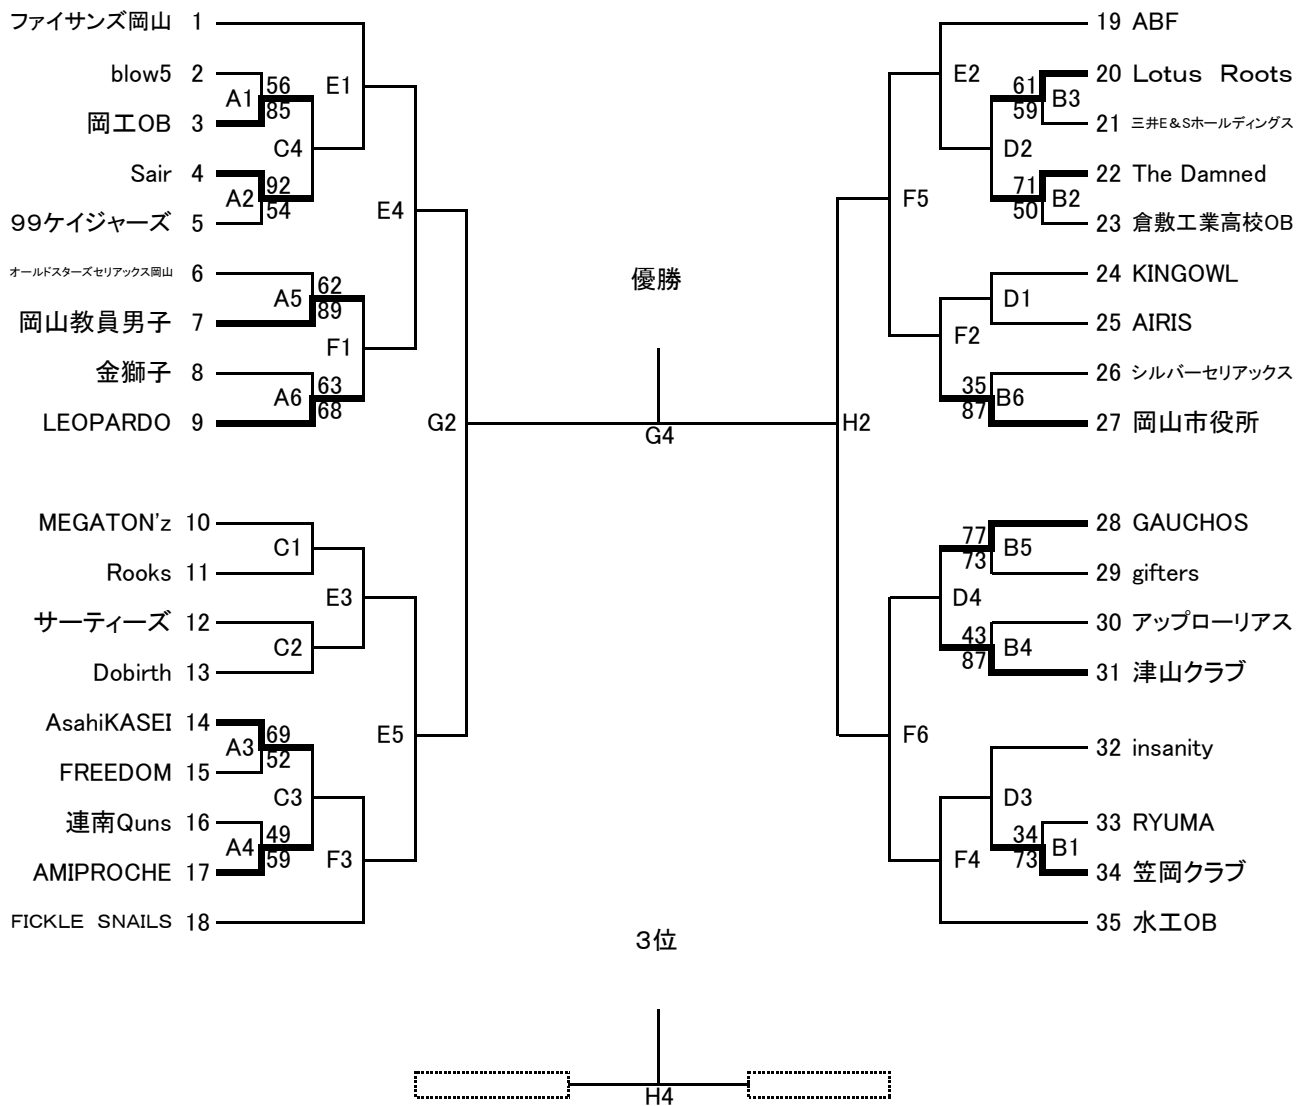 ファイサンズ岡山 1
blow5 2
A1 56
85
岡工OB 3
E1
C4
Sair 4
A2 92
54
99ケイジャーズ 5
E4
オールドスターズセリアックス岡山 6
A5 62
89
岡山教員男子 7
F1
金獅子 8
A6 63
68
LEOPARDO 9
G2
MEGATON'z 10
C1
Rooks 11
E3
サーティーズ 12
C2
Dobirth 13
AsahiKASEI 14
A3 69
52
FREEDOM 15
E5
C3
連南Quns 16
A4 49
59
AMIPROCHE 17
F3
FICKLE SNAILS 18
優勝
G4
3位
H4
19 ABF
E2
20 Lotus Roots
61 B3
59
21 三井E&Sホールディングス
D2
22 The Damned
71 B2
50
23 倉敷工業高校OB
F5
24 KINGOWL
D1
25 AIRIS
F2
26 シルバーセリアックス
35 B6
87
27 岡山市役所
H2
28 GAUCHOS
77 B5
73
29 gifters
D4
30 アップローリアス
43 B4
87
31 津山クラブ
F6
32 insanity
D3
33 RYUMA
34 B1
73
34 笠岡クラブ
F4
35 水工OB